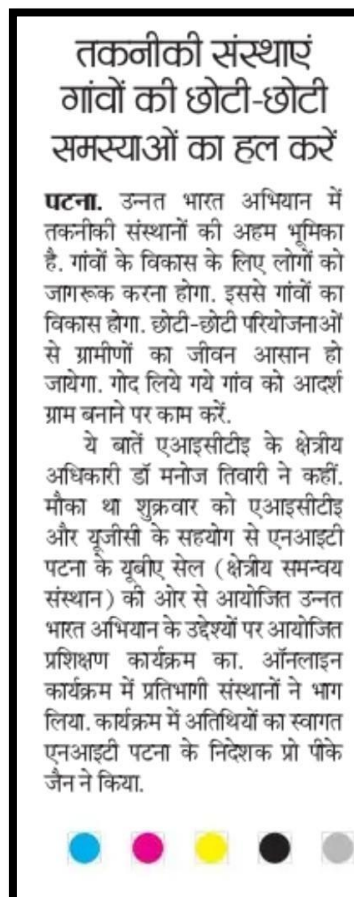 तकनीकी संस्थाएं
गांवों की छोटी-छोटी
समस्याओं का हल करें
पटना. उन्नत भारत अभियान में
तकनीकी संस्थानों की अहम भूमिका
है. गांवों के विकास के लिए लोगों को
जागरूक करना होगा. इससे गांवों का
विकास होगा. छोटी-छोटी परियोजनाओं
से ग्रामीणों का जीवन आसान हो
जायेगा. गोद लिये गये गांव को आदर्श
ग्राम बनाने पर काम करें.
ये बातें एआइसीटीइ के क्षेत्रीय
अधिकारी डॉ मनोज तिवारी ने कहीं.
मौका था शुक्रवार को एआइसीटीइ
और यूजीसी के सहयोग से एनआइटी
पटना के यूबीए सेल (क्षेत्रीय समन्वय
संस्थान) की ओर से आयोजित उन्नत
भारत अभियान के उद्देश्यों पर आयोजित
प्रशिक्षण कार्यक्रम का. ऑनलाइन
कार्यक्रम में प्रतिभागी संस्थानों ने भाग
लिया. कार्यक्रम में अतिथियों का स्वागत
एनआइटी पटना के निदेशक प्रो पीके
जैन ने किया.